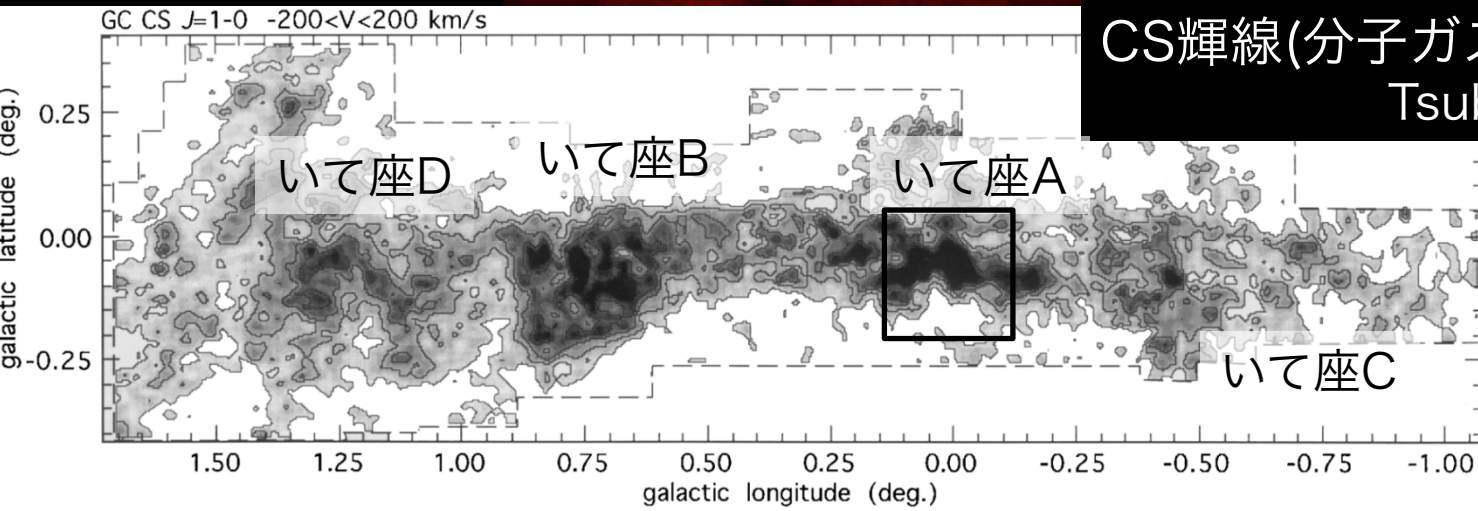 GC CS J=1-0 -200<V<200 km/s
CS輝線(分子ガ
Tsu
galactic latitude (deg.)
0.25
0.00
-0.25
いて座D
いて座B
いて座A
いて座C
1.50 1.25 1.00 0.75 0.50 0.25 0.00 -0.25 -0.50 -0.75 -1.00
galactic longitude (deg.)